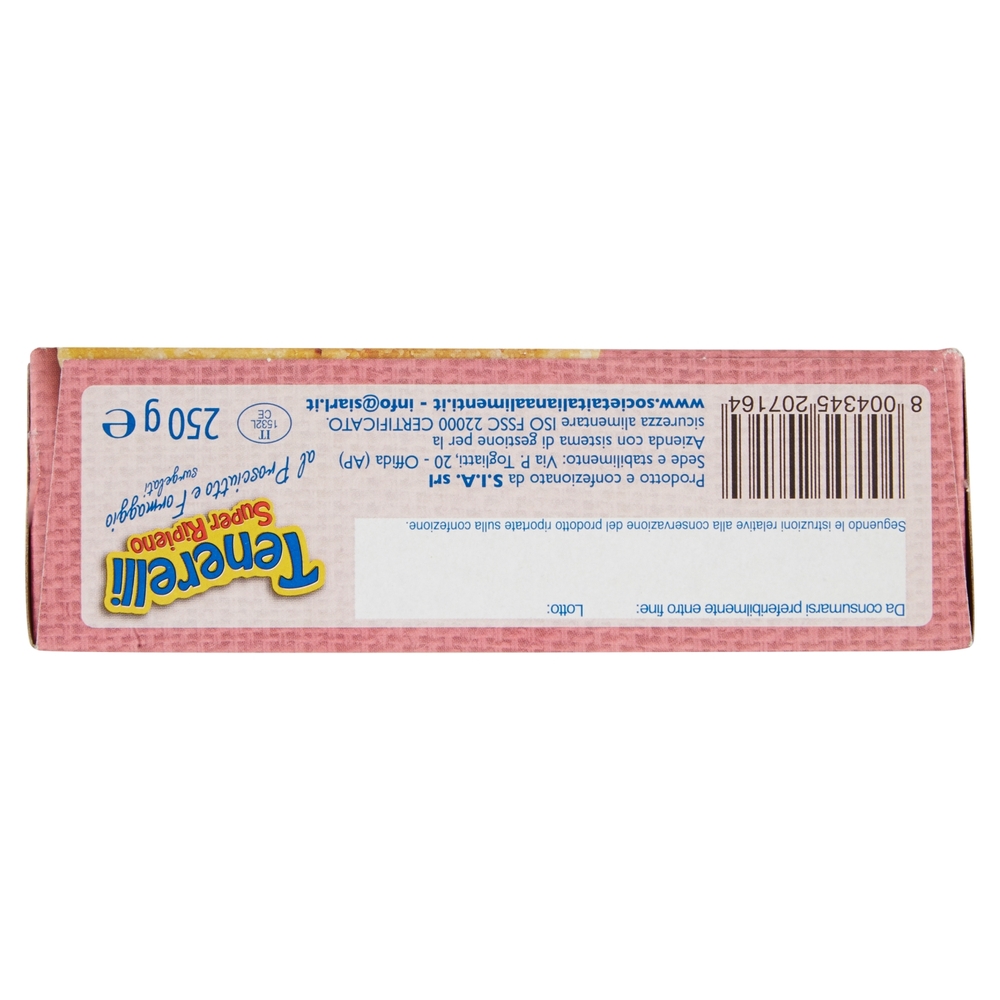 Da consumarsi preferibilmente entro fine: Lotto:
Seguendo le istruzioni relative alla conservazione del prodotto riportate sulla confezione.
8 004345 207164
Prodotto e confezionato da S.I.A. srl
Sede e stabilimento: Via P. Togliatti, 20 - Offida (AP)
Azienda con sistema di gestione per la
sicurezza alimentare ISO FSSC 22000 CERTIFICATO.
www.societaitalianaalimenti.it - info@siarl.it
Tenerelli
Super Ripieno
al Prosciutto e Formaggio
surgelati
IT
1532L
CE
250 g e